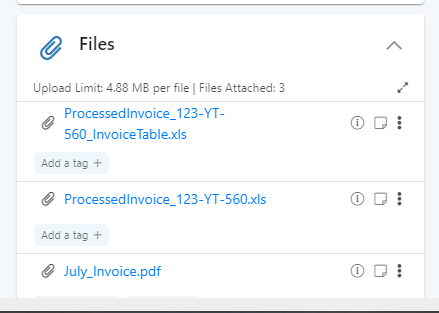 Files
Upload Limit: 4.88 MB per file | Files Attached: 3
ProcessedInvoice_123-YT-
560_InvoiceTable.xls
Add a tag +
ProcessedInvoice_123-YT-560.xls
Add a tag +
July_Invoice.pdf